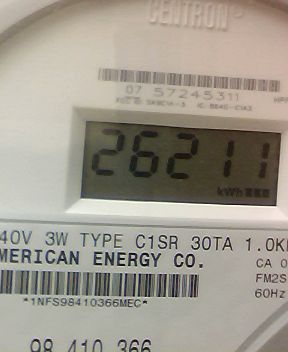 CENTRON
07 57245311
26211
kWh
40V 3W TYPE C1SR 30TA 1.0K
MERICAN ENERGY CO.
CA 0
FM2S
60Hz
*1NFS98410366MEC*
98 410 366